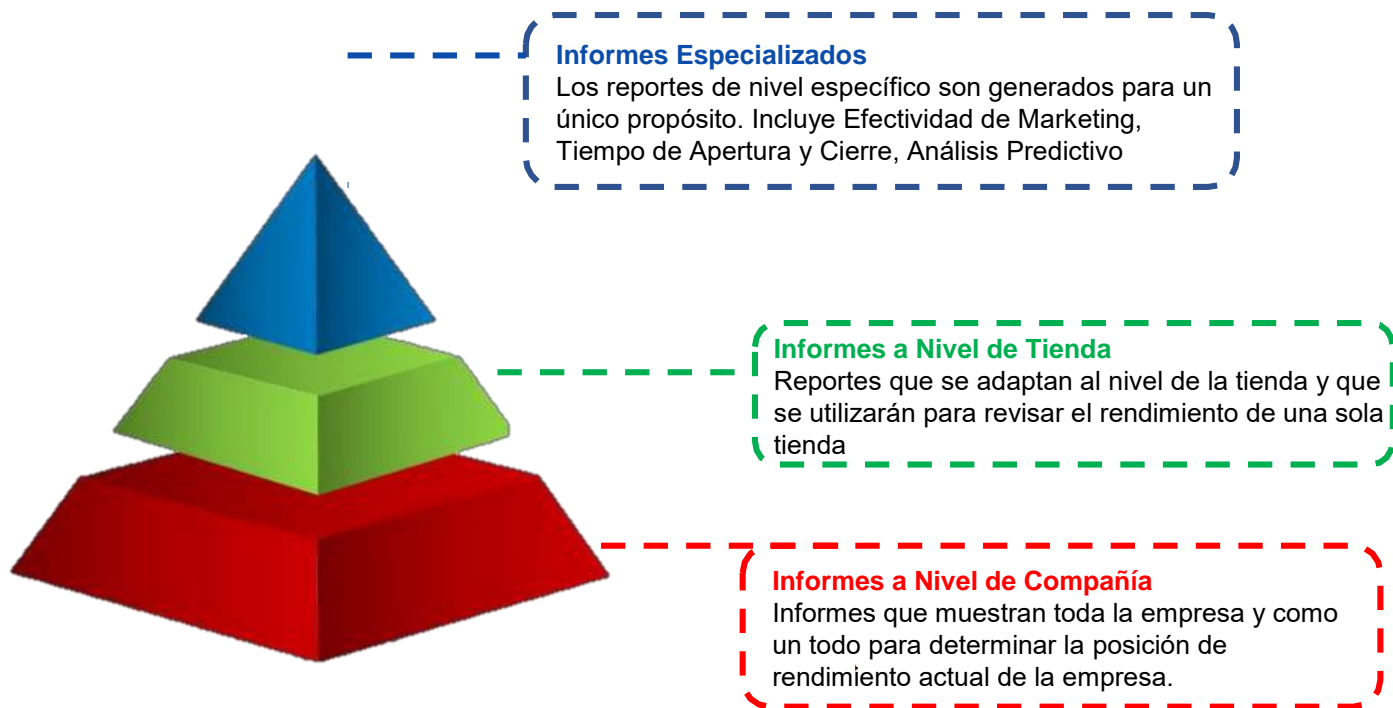 Informes Especializados
Los reportes de nivel específico son generados para un
único propósito. Incluye Efectividad de Marketing,
Tiempo de Apertura y Cierre, Análisis Predictivo
Informes a Nivel de Tienda
Reportes que se adaptan al nivel de la tienda y que
se utilizarán para revisar el rendimiento de una sola
tienda
Informes a Nivel de Compañía
Informes que muestran toda la empresa y como
un todo para determinar la posición de
rendimiento actual de la empresa.